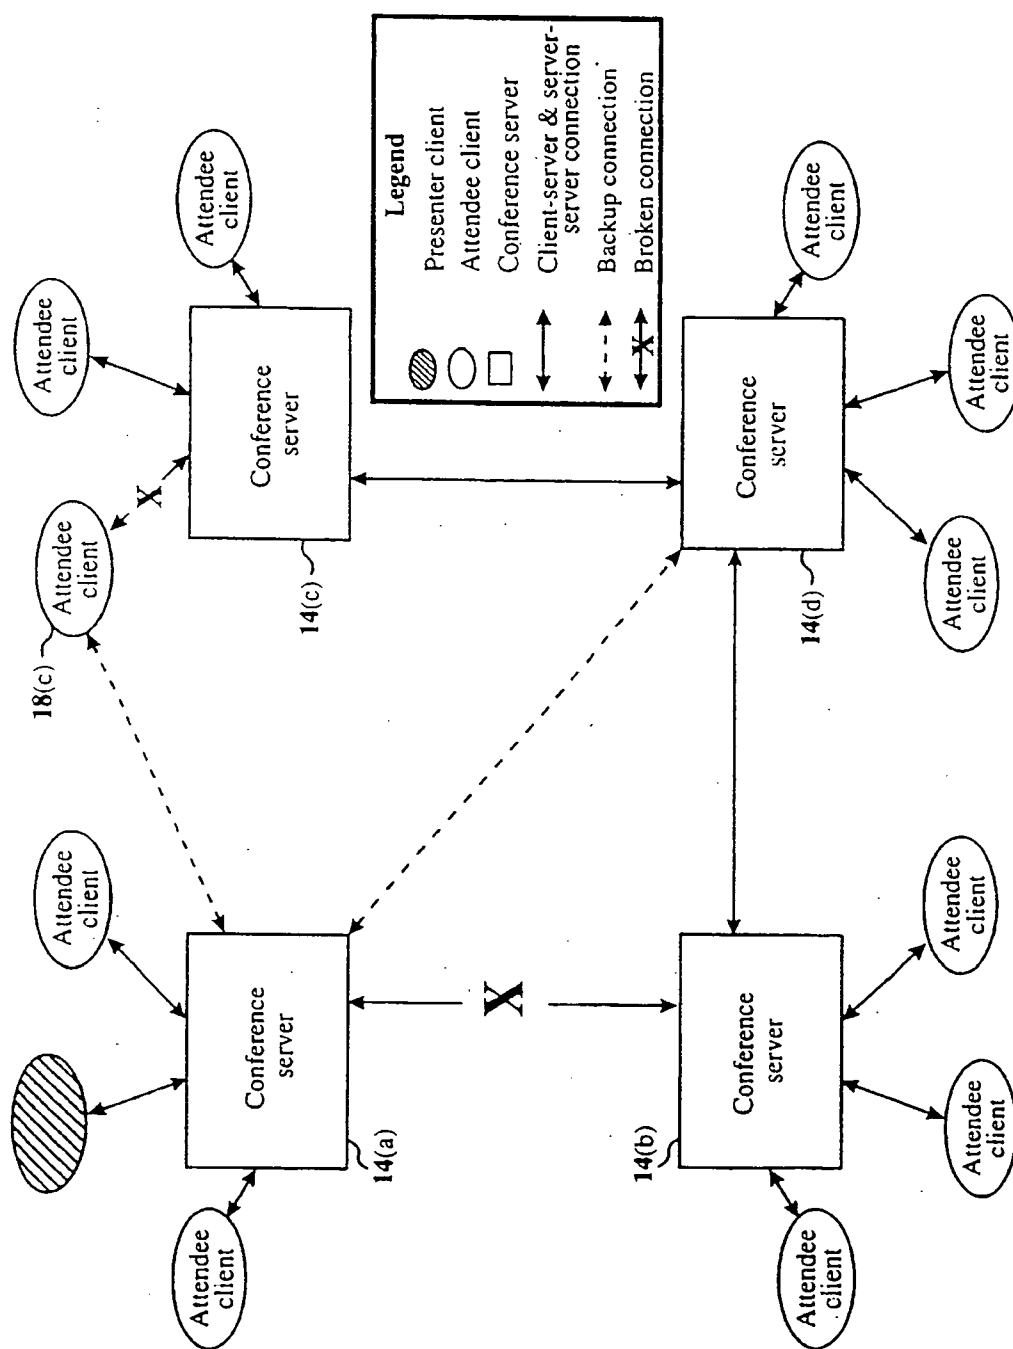 Attendee
client
Attendee
client
Conference
server
14(a)
18(c)
Attendee
client
X
Attendee
client
Attendee
client
Conference
server
14(c)
X
Attendee
client
Attendee
client
Attendee
client
Conference
server
14(b)
Attendee
client
Attendee
client
Attendee
client
Conference
server
14(d)
Legend
Presenter client
Attendee client
Conference server
Client-server & server-
server connection
Backup connection
X
Broken connection